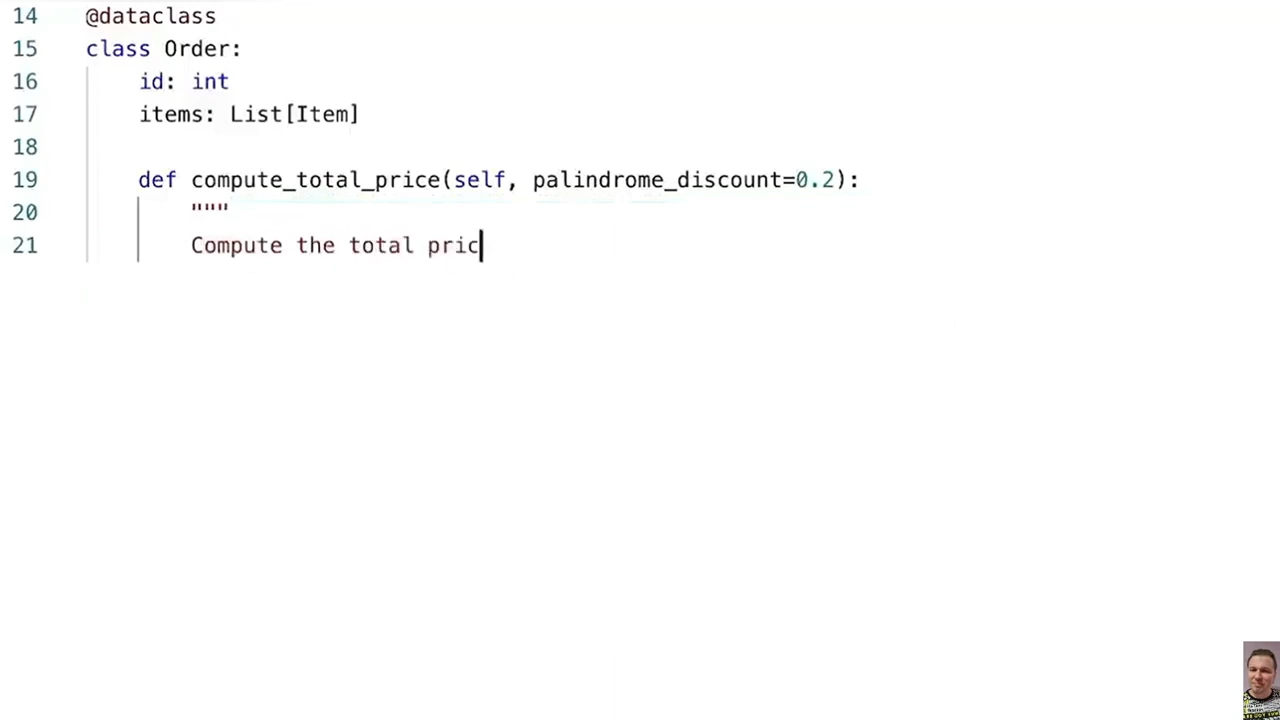 14 @dataclass
15 class Order:
16 id: int
17 items: List[Item]
18
19 def compute_total_price(self, palindrome_discount=0.2):
20 """
21 Compute the total pric